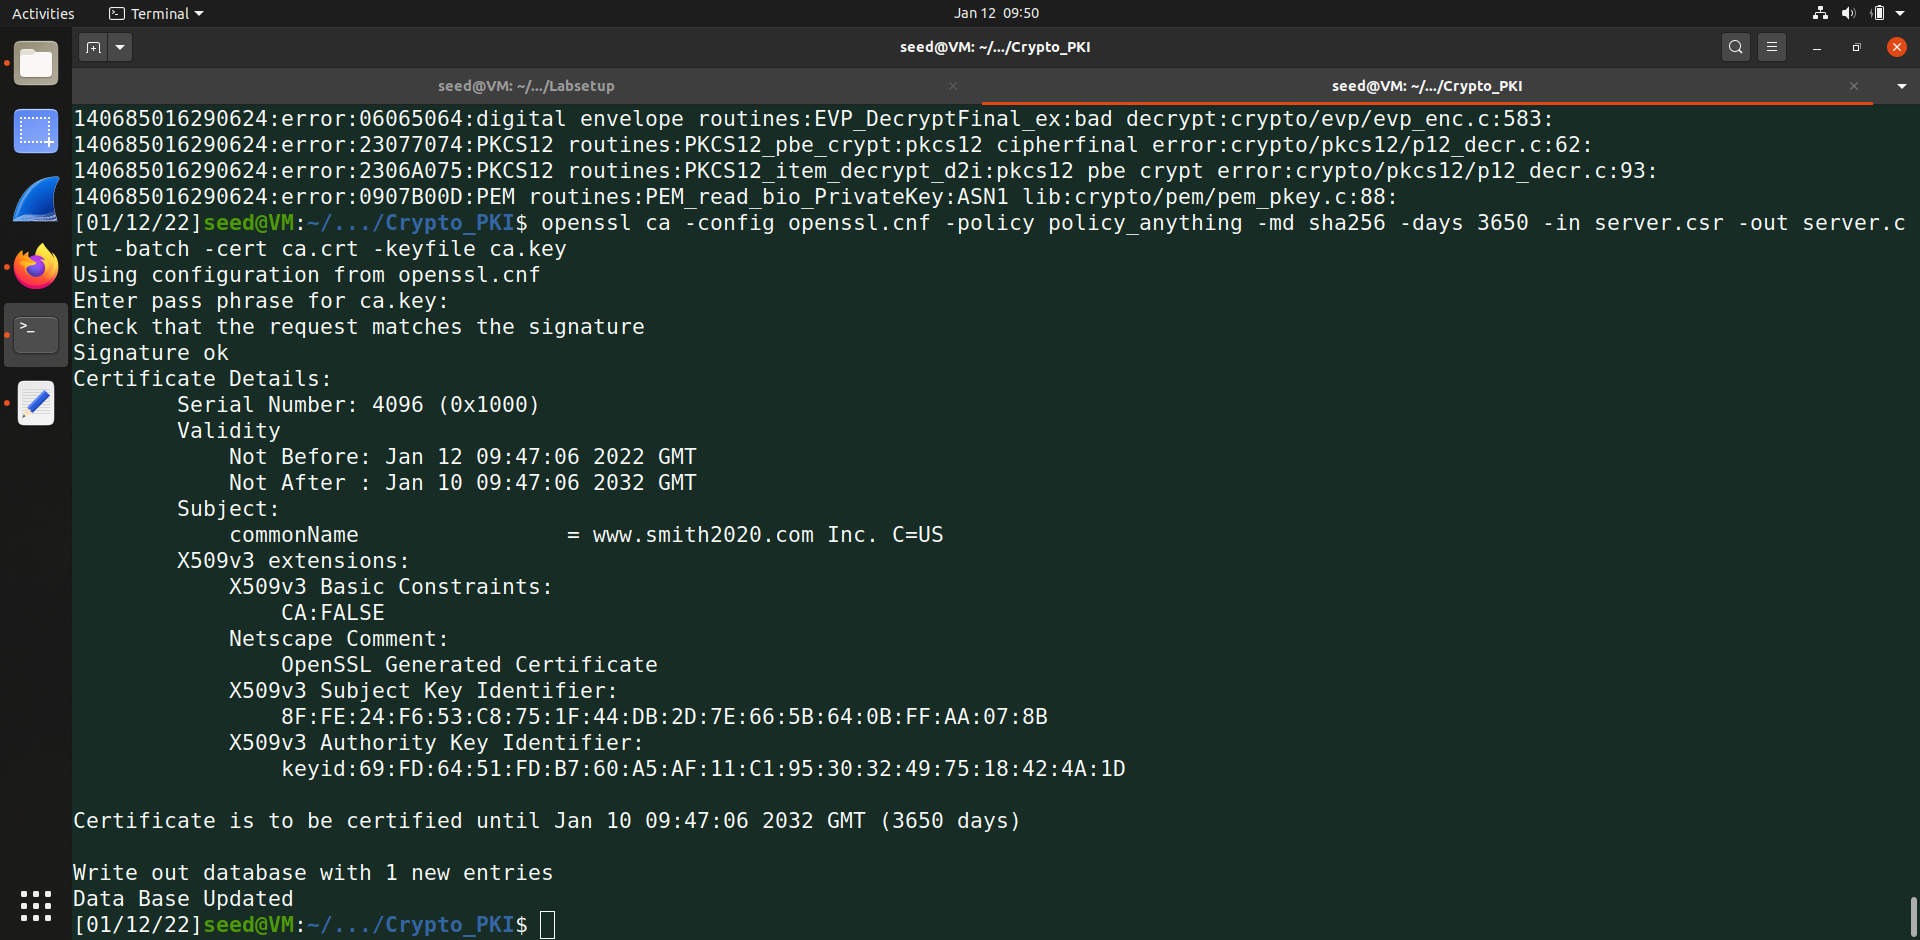 Activities Terminal Jan 12 09:50
seed@VM: ~/.../Crypto_PKI
seed@VM: ~/.../Labsetup seed@VM: ~/.../Crypto_PKI
140685016290624:error:06065064:digital envelope routines:EVP_DecryptFinal_ex:bad decrypt:crypto/evp/evp_enc.c:583:
140685016290624:error:23077074:PKCS12 routines:PKCS12_pbe_crypt:pkcs12 cipherfinal error:crypto/pkcs12/p12_decr.c:62:
140685016290624:error:2306A075:PKCS12 routines:PKCS12_item_decrypt_d2i:pkcs12 pbe crypt error:crypto/pkcs12/p12_decr.c:93:
140685016290624:error:0907B00D:PEM routines:PEM_read_bio_PrivateKey:ASN1 lib:crypto/pem/pem_pkey.c:88:
[01/12/22]seed@VM:~/.../Crypto_PKI$ openssl ca -config openssl.cnf -policy policy_anything -md sha256 -days 3650 -in server.csr -out server.c
rt -batch -cert ca.crt -keyfile ca.key
Using configuration from openssl.cnf
Enter pass phrase for ca.key:
Check that the request matches the signature
Signature ok
Certificate Details:
Serial Number: 4096 (0x1000)
Validity
Not Before: Jan 12 09:47:06 2022 GMT
Not After : Jan 10 09:47:06 2032 GMT
Subject:
commonName = www.smith2020.com Inc. C=US
X509v3 extensions:
X509v3 Basic Constraints:
CA:FALSE
Netscape Comment:
OpenSSL Generated Certificate
X509v3 Subject Key Identifier:
8F:FE:24:F6:53:C8:75:1F:44:DB:2D:7E:66:5B:64:0B:FF:AA:07:8B
X509v3 Authority Key Identifier:
keyid:69:FD:64:51:FD:B7:60:A5:AF:11:C1:95:30:32:49:75:18:42:4A:1D
Certificate is to be certified until Jan 10 09:47:06 2032 GMT (3650 days)
Write out database with 1 new entries
Data Base Updated
[01/12/22]seed@VM:~/.../Crypto_PKI$